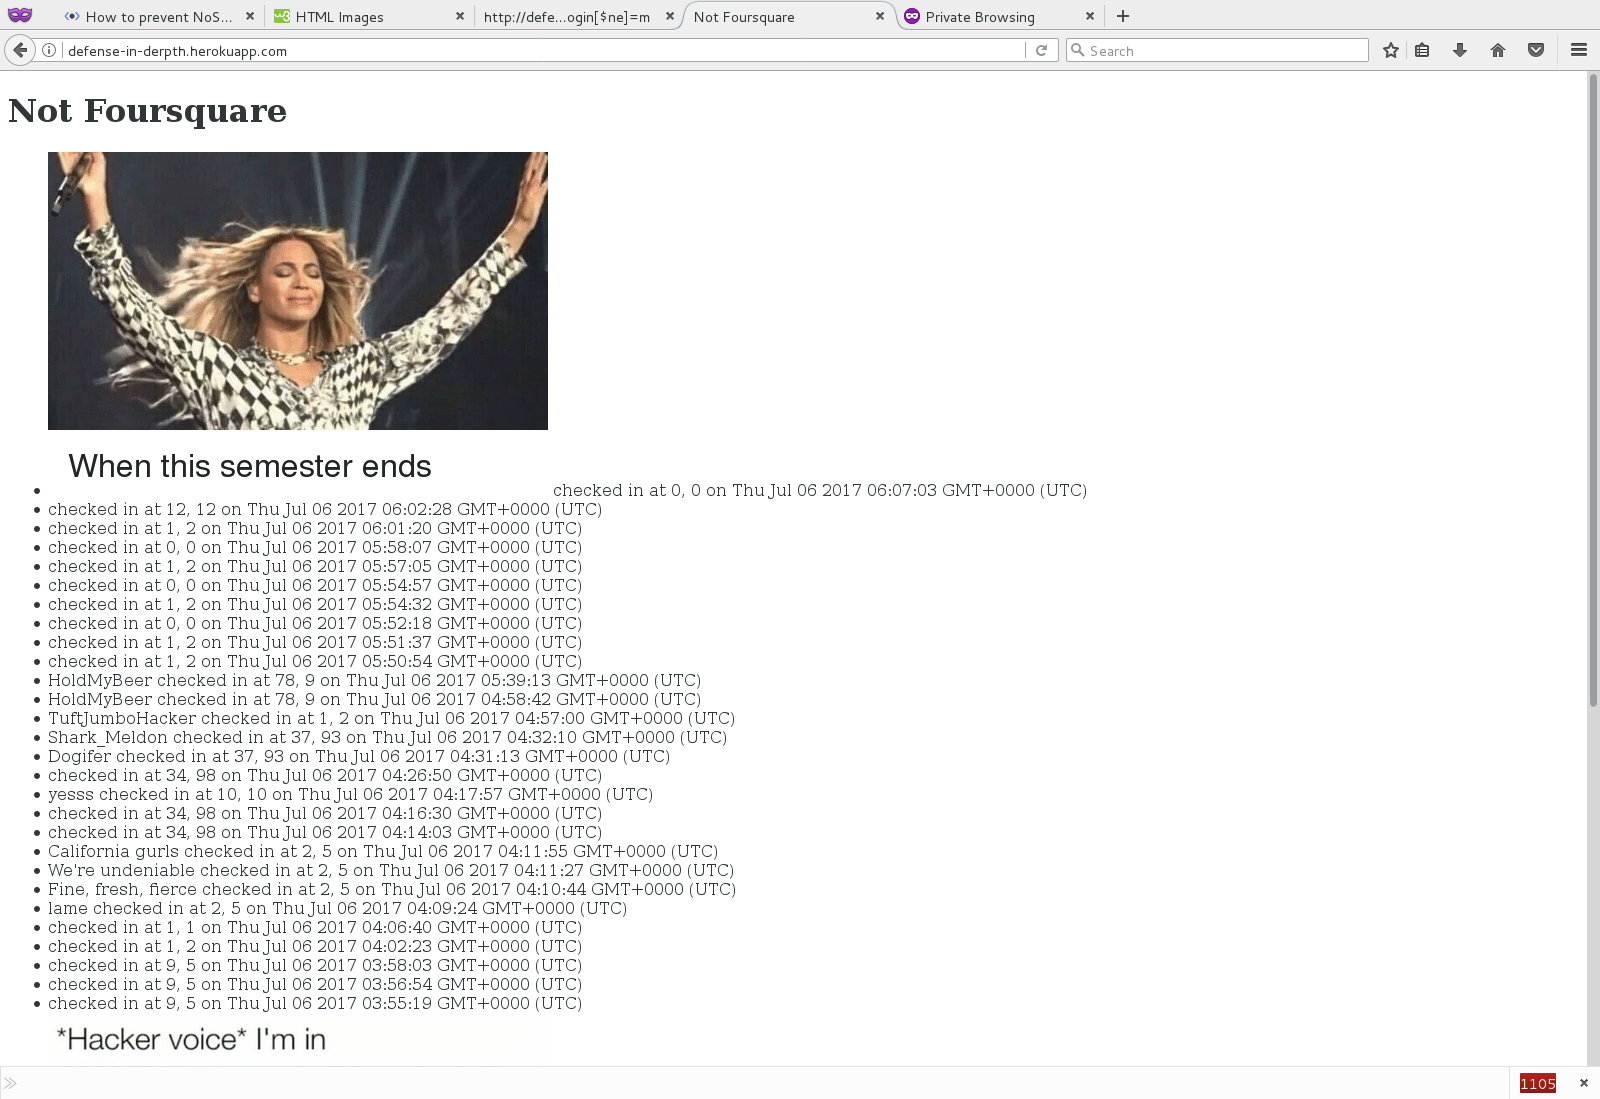 How to prevent NoS...
HTML Images
http://defe...ogin[$ne]=m
Not Foursquare
Private Browsing
defense-in-derpth.herokuapp.com
Search
Not Foursquare
When this semester ends
checked in at 0, 0 on Thu Jul 06 2017 06:07:03 GMT+0000 (UTC)
checked in at 12, 12 on Thu Jul 06 2017 06:02:28 GMT+0000 (UTC)
checked in at 1, 2 on Thu Jul 06 2017 06:01:20 GMT+0000 (UTC)
checked in at 0, 0 on Thu Jul 06 2017 05:58:07 GMT+0000 (UTC)
checked in at 1, 2 on Thu Jul 06 2017 05:57:05 GMT+0000 (UTC)
checked in at 0, 0 on Thu Jul 06 2017 05:54:57 GMT+0000 (UTC)
checked in at 1, 2 on Thu Jul 06 2017 05:54:32 GMT+0000 (UTC)
checked in at 0, 0 on Thu Jul 06 2017 05:52:18 GMT+0000 (UTC)
checked in at 1, 2 on Thu Jul 06 2017 05:51:37 GMT+0000 (UTC)
checked in at 1, 2 on Thu Jul 06 2017 05:50:54 GMT+0000 (UTC)
HoldMyBeer checked in at 78, 9 on Thu Jul 06 2017 05:39:13 GMT+0000 (UTC)
HoldMyBeer checked in at 78, 9 on Thu Jul 06 2017 04:58:42 GMT+0000 (UTC)
TuftJumboHacker checked in at 1, 2 on Thu Jul 06 2017 04:57:00 GMT+0000 (UTC)
Shark_Meldon checked in at 37, 93 on Thu Jul 06 2017 04:32:10 GMT+0000 (UTC)
Dogifer checked in at 37, 93 on Thu Jul 06 2017 04:31:13 GMT+0000 (UTC)
checked in at 34, 98 on Thu Jul 06 2017 04:26:50 GMT+0000 (UTC)
yesss checked in at 10, 10 on Thu Jul 06 2017 04:17:57 GMT+0000 (UTC)
checked in at 34, 98 on Thu Jul 06 2017 04:16:30 GMT+0000 (UTC)
checked in at 34, 98 on Thu Jul 06 2017 04:14:03 GMT+0000 (UTC)
California gurls checked in at 2, 5 on Thu Jul 06 2017 04:11:55 GMT+0000 (UTC)
We're undeniable checked in at 2, 5 on Thu Jul 06 2017 04:11:27 GMT+0000 (UTC)
Fine, fresh, fierce checked in at 2, 5 on Thu Jul 06 2017 04:10:44 GMT+0000 (UTC)
lame checked in at 2, 5 on Thu Jul 06 2017 04:09:24 GMT+0000 (UTC)
checked in at 1, 1 on Thu Jul 06 2017 04:06:40 GMT+0000 (UTC)
checked in at 1, 2 on Thu Jul 06 2017 04:02:23 GMT+0000 (UTC)
checked in at 9, 5 on Thu Jul 06 2017 03:58:03 GMT+0000 (UTC)
checked in at 9, 5 on Thu Jul 06 2017 03:56:54 GMT+0000 (UTC)
checked in at 9, 5 on Thu Jul 06 2017 03:55:19 GMT+0000 (UTC)
*Hacker voice* I'm in
1105